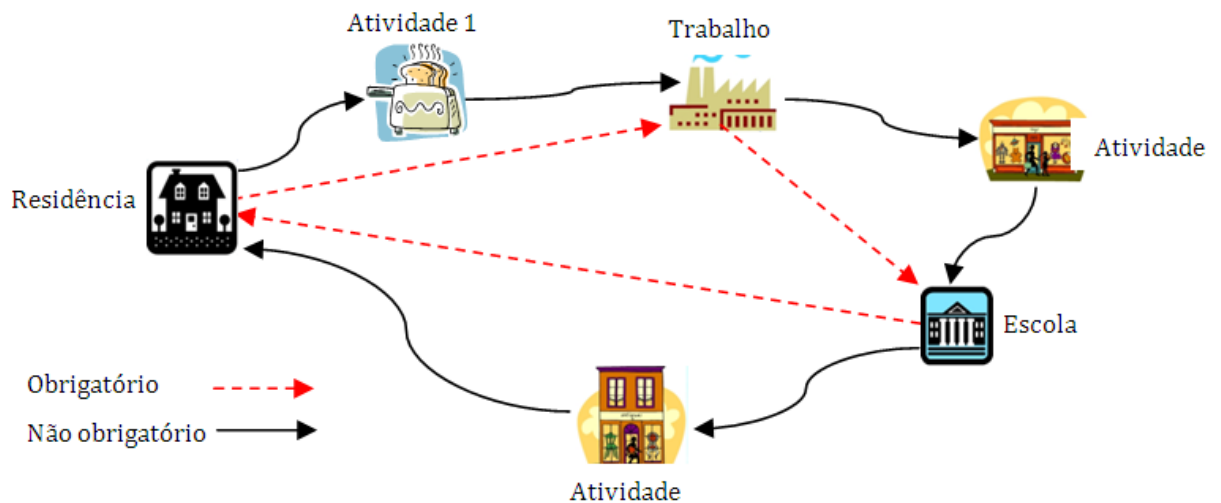 Atividade 1
Trabalho
Atividade
Residência
Escola
Obrigatório
Não obrigatório
Atividade